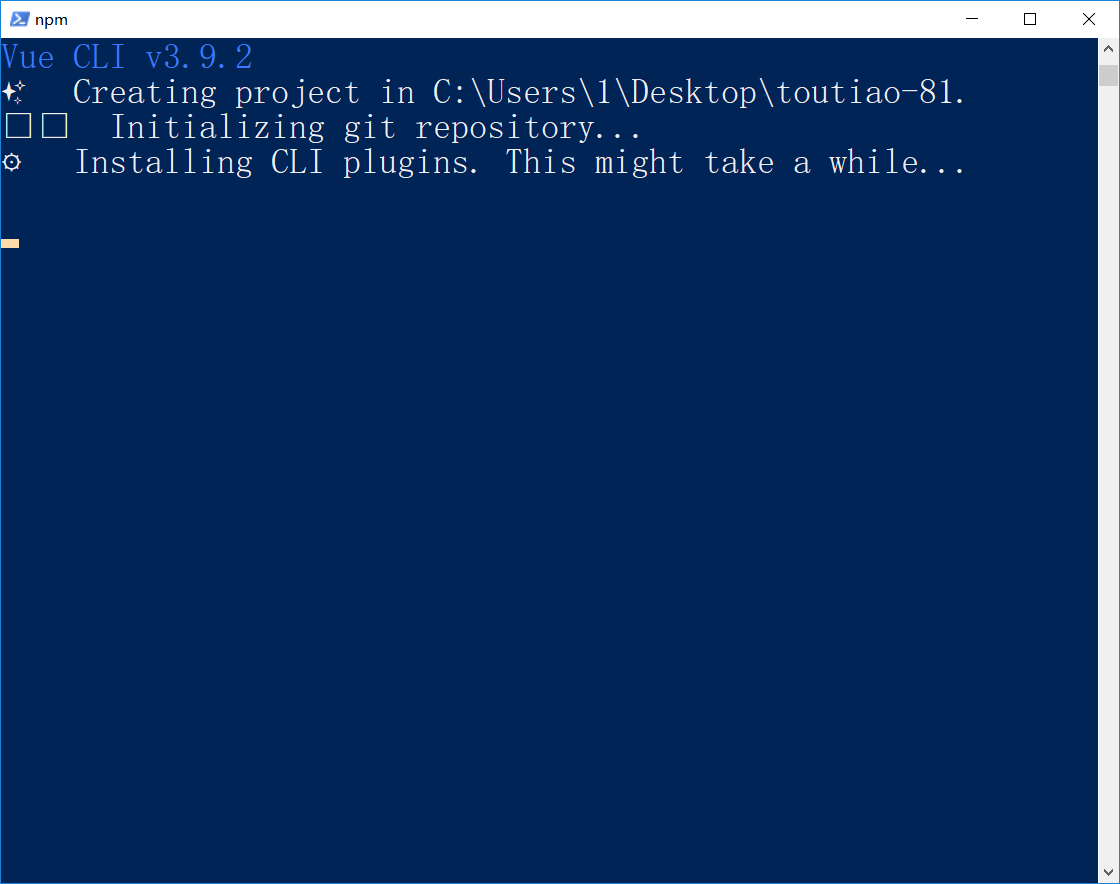 npm
Vue CLI v3.9.2
✨ Creating project in C:\Users\1\Desktop\toutiao-81.
□□ Initializing git repository...
⚙ Installing CLI plugins. This might take a while...